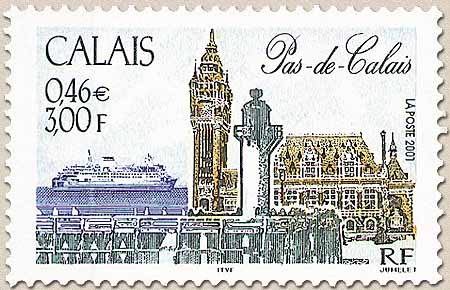 CALAIS
0,46€
3,00 F
Pas-de-Calais
LA POSTE 2001
RF
ITVF
JUMELET